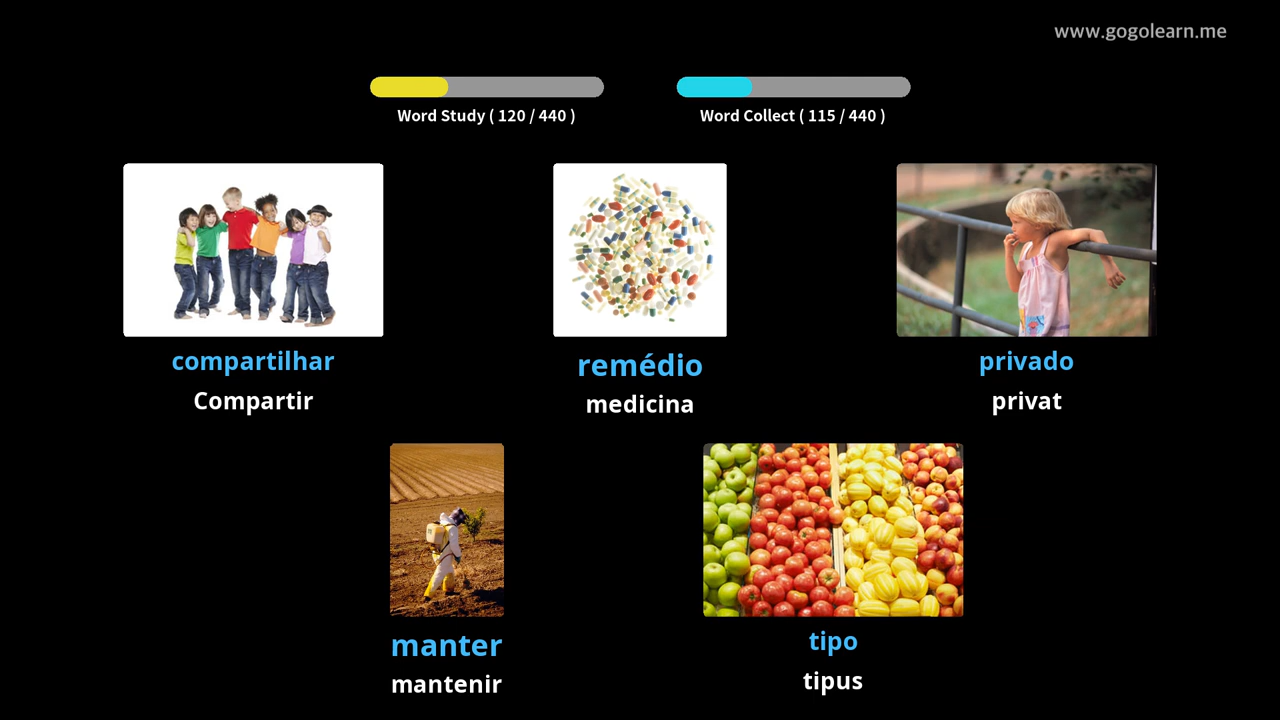 www.gogolearn.me
Word Study ( 120 / 440 )
Word Collect ( 115 / 440 )
compartilhar
Compartir
remédio
medicina
privado
privat
manter
mantenir
tipo
tipus